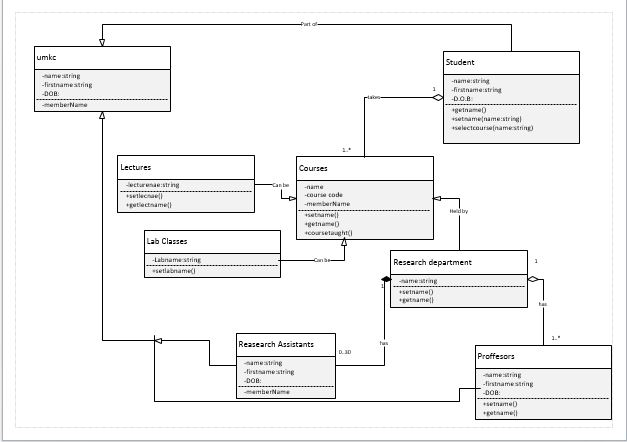 Part of
umkc
-name:string
-firstname:string
-DOB:
-memberName
Student
-name:string
-firstname:string
-D.O.B:
+getname()
+setname(name:string)
+selectcourse(name:string)
1
takes
1..*
Lectures
-lecturenae:string
+setlecnae()
+getlectname()
Can be
Courses
-name
-course code
-memberName
+setname()
+getname()
+coursetaught()
Held by
Lab Classes
-Labname:string
+setlabname()
Can be
Research department
-name:string
+setname()
+getname()
1
1
has
has
1..*
0..30
Reasearch Assistants
-name:string
-firstname:string
-DOB:
-memberName
Proffesors
-name:string
-firstname:string
-DOB:
+setname()
+getname()